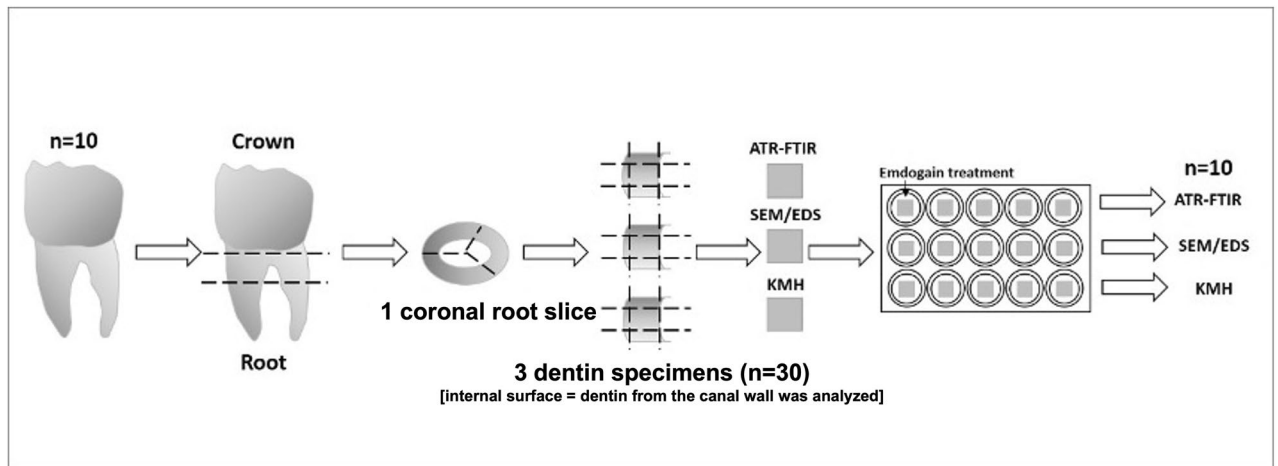 n=10
Crown
Root
1 coronal root slice
3 dentin specimens (n=30)
[internal surface = dentin from the canal wall was analyzed]
ATR-FTIR
SEM/EDS
KMH
Emdogain treatment
n=10
ATR-FTIR
SEM/EDS
KMH